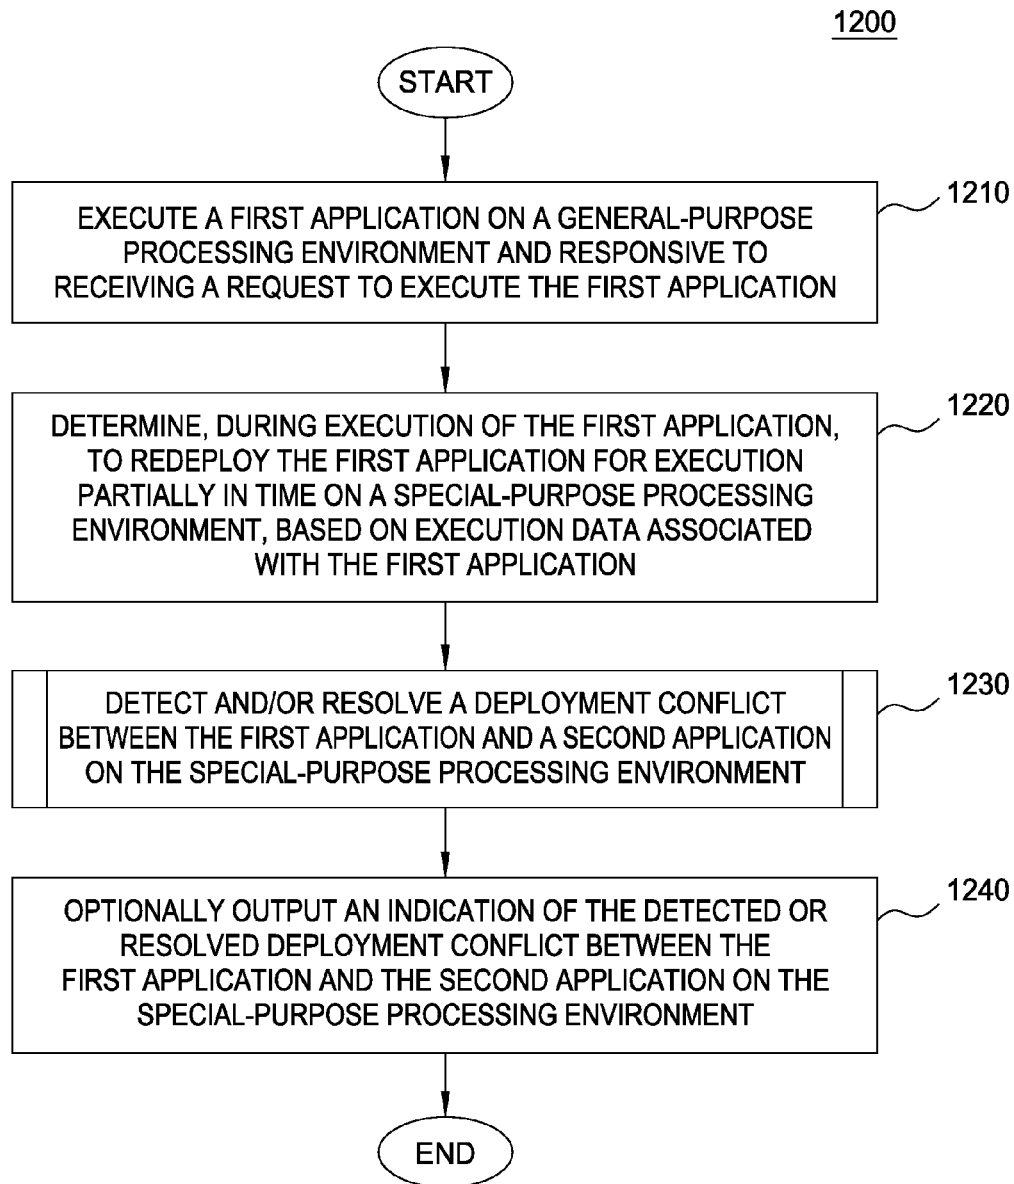 1200
START
EXECUTE A FIRST APPLICATION ON A GENERAL-PURPOSE
PROCESSING ENVIRONMENT AND RESPONSIVE TO
RECEIVING A REQUEST TO EXECUTE THE FIRST APPLICATION
1210
DETERMINE, DURING EXECUTION OF THE FIRST APPLICATION,
TO REDEPLOY THE FIRST APPLICATION FOR EXECUTION
PARTIALLY IN TIME ON A SPECIAL-PURPOSE PROCESSING
ENVIRONMENT, BASED ON EXECUTION DATA ASSOCIATED
WITH THE FIRST APPLICATION
1220
DETECT AND/OR RESOLVE A DEPLOYMENT CONFLICT
BETWEEN THE FIRST APPLICATION AND A SECOND APPLICATION
ON THE SPECIAL-PURPOSE PROCESSING ENVIRONMENT
1230
OPTIONALLY OUTPUT AN INDICATION OF THE DETECTED OR
RESOLVED DEPLOYMENT CONFLICT BETWEEN THE
FIRST APPLICATION AND THE SECOND APPLICATION ON THE
SPECIAL-PURPOSE PROCESSING ENVIRONMENT
1240
END